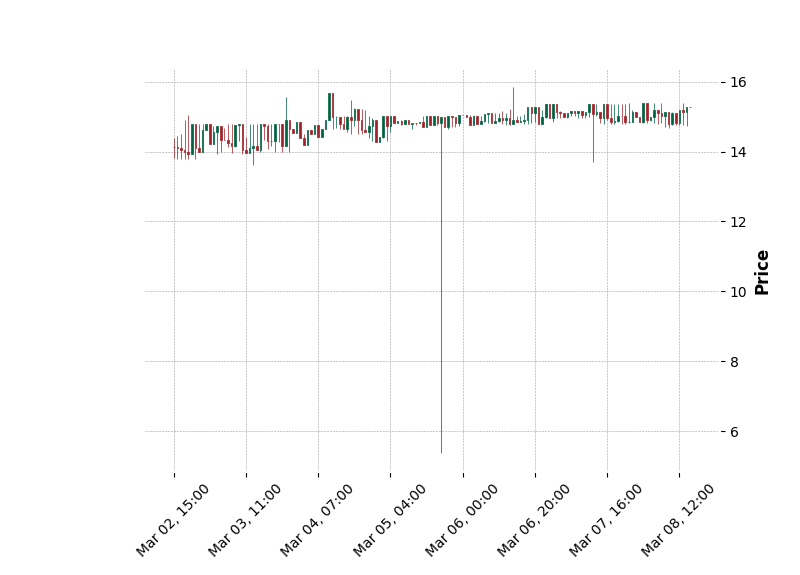 16
14
12
10
8
6
Price
Mar 02, 15:00
Mar 03, 11:00
Mar 04, 07:00
Mar 05, 04:00
Mar 06, 00:00
Mar 06, 20:00
Mar 07, 16:00
Mar 08, 12:00